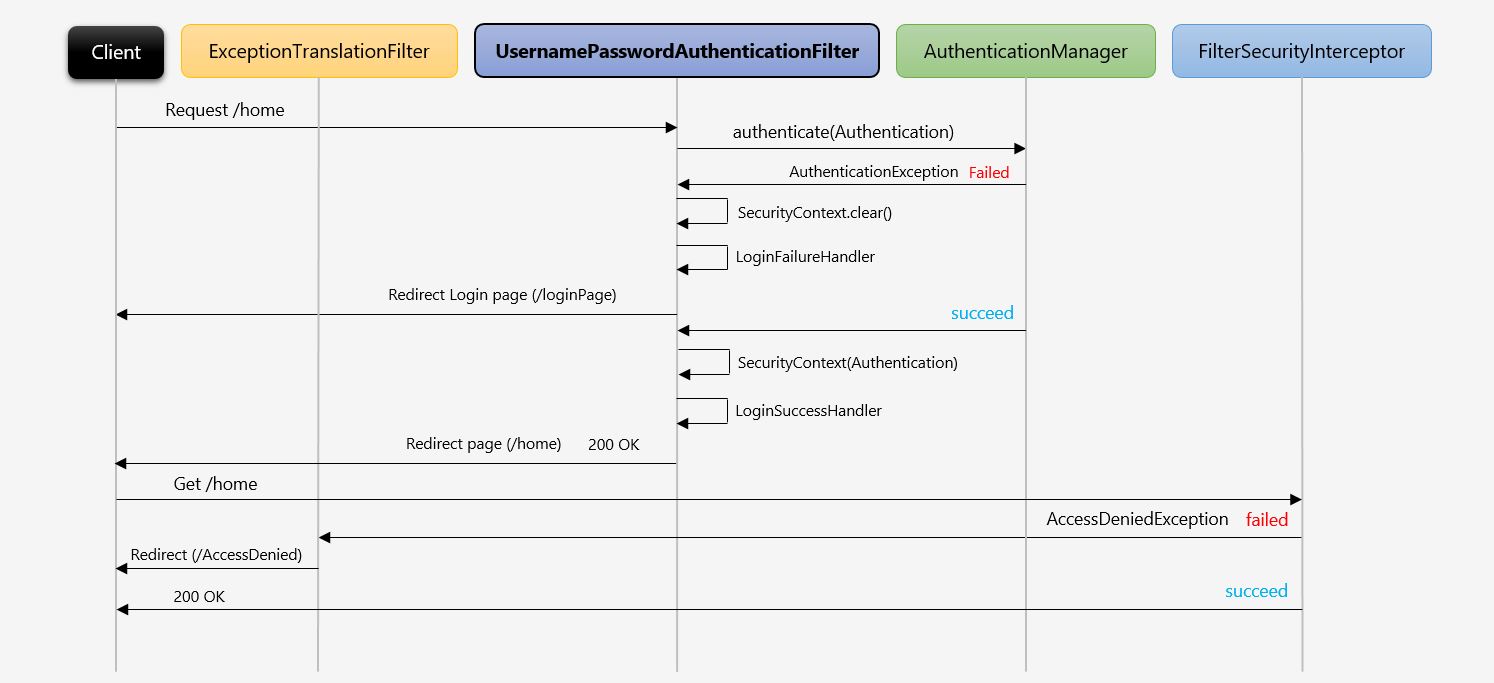 Client
ExceptionTranslationFilter
UsernamePasswordAuthenticationFilter
AuthenticationManager
FilterSecurityInterceptor
Request /home
authenticate(Authentication)
AuthenticationException Failed
SecurityContext.clear()
LoginFailureHandler
Redirect Login page (/loginPage)
succeed
SecurityContext(Authentication)
LoginSuccessHandler
Redirect page (/home) 200 OK
Get /home
AccessDeniedException failed
Redirect (/AccessDenied)
succeed
200 OK